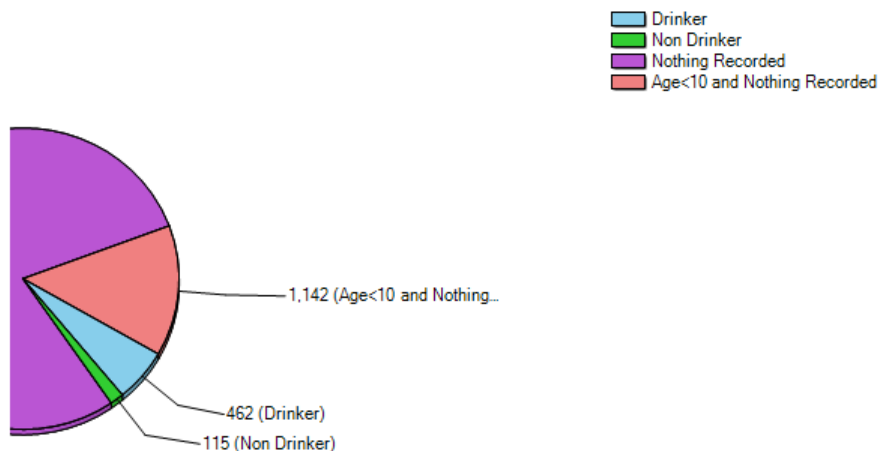 Drinker
Non Drinker
Nothing Recorded
Age<10 and Nothing Recorded
1,142 (Age<10 and Nothing...
462 (Drinker)
115 (Non Drinker)